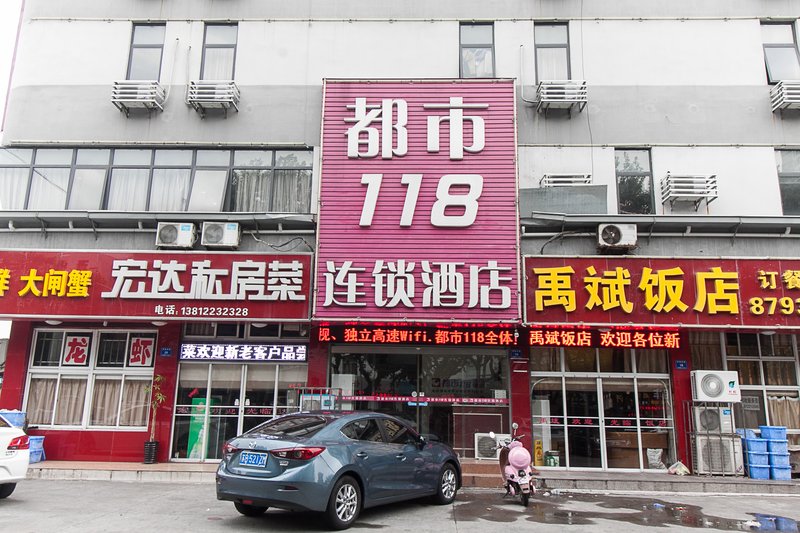 都市
118
连锁酒店
大闸蟹 宏达私房菜
电话：13812232328
禹斌饭店 订餐
8793
视、独立高速Wifi.都市118全体
禹斌饭店 欢迎各位新
菜欢迎新老客户品尝
龙 虾